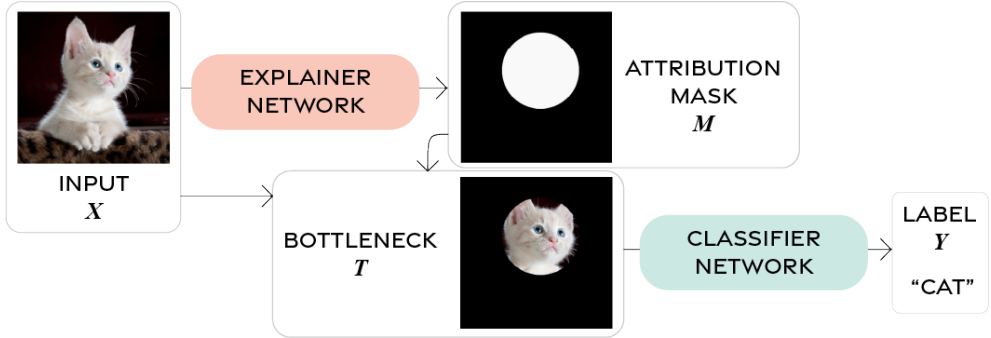 INPUT
X
EXPLAINER
NETWORK
ATTRIBUTION
MASK
M
BOTTLENECK
T
CLASSIFIER
NETWORK
LABEL
Y
“CAT”